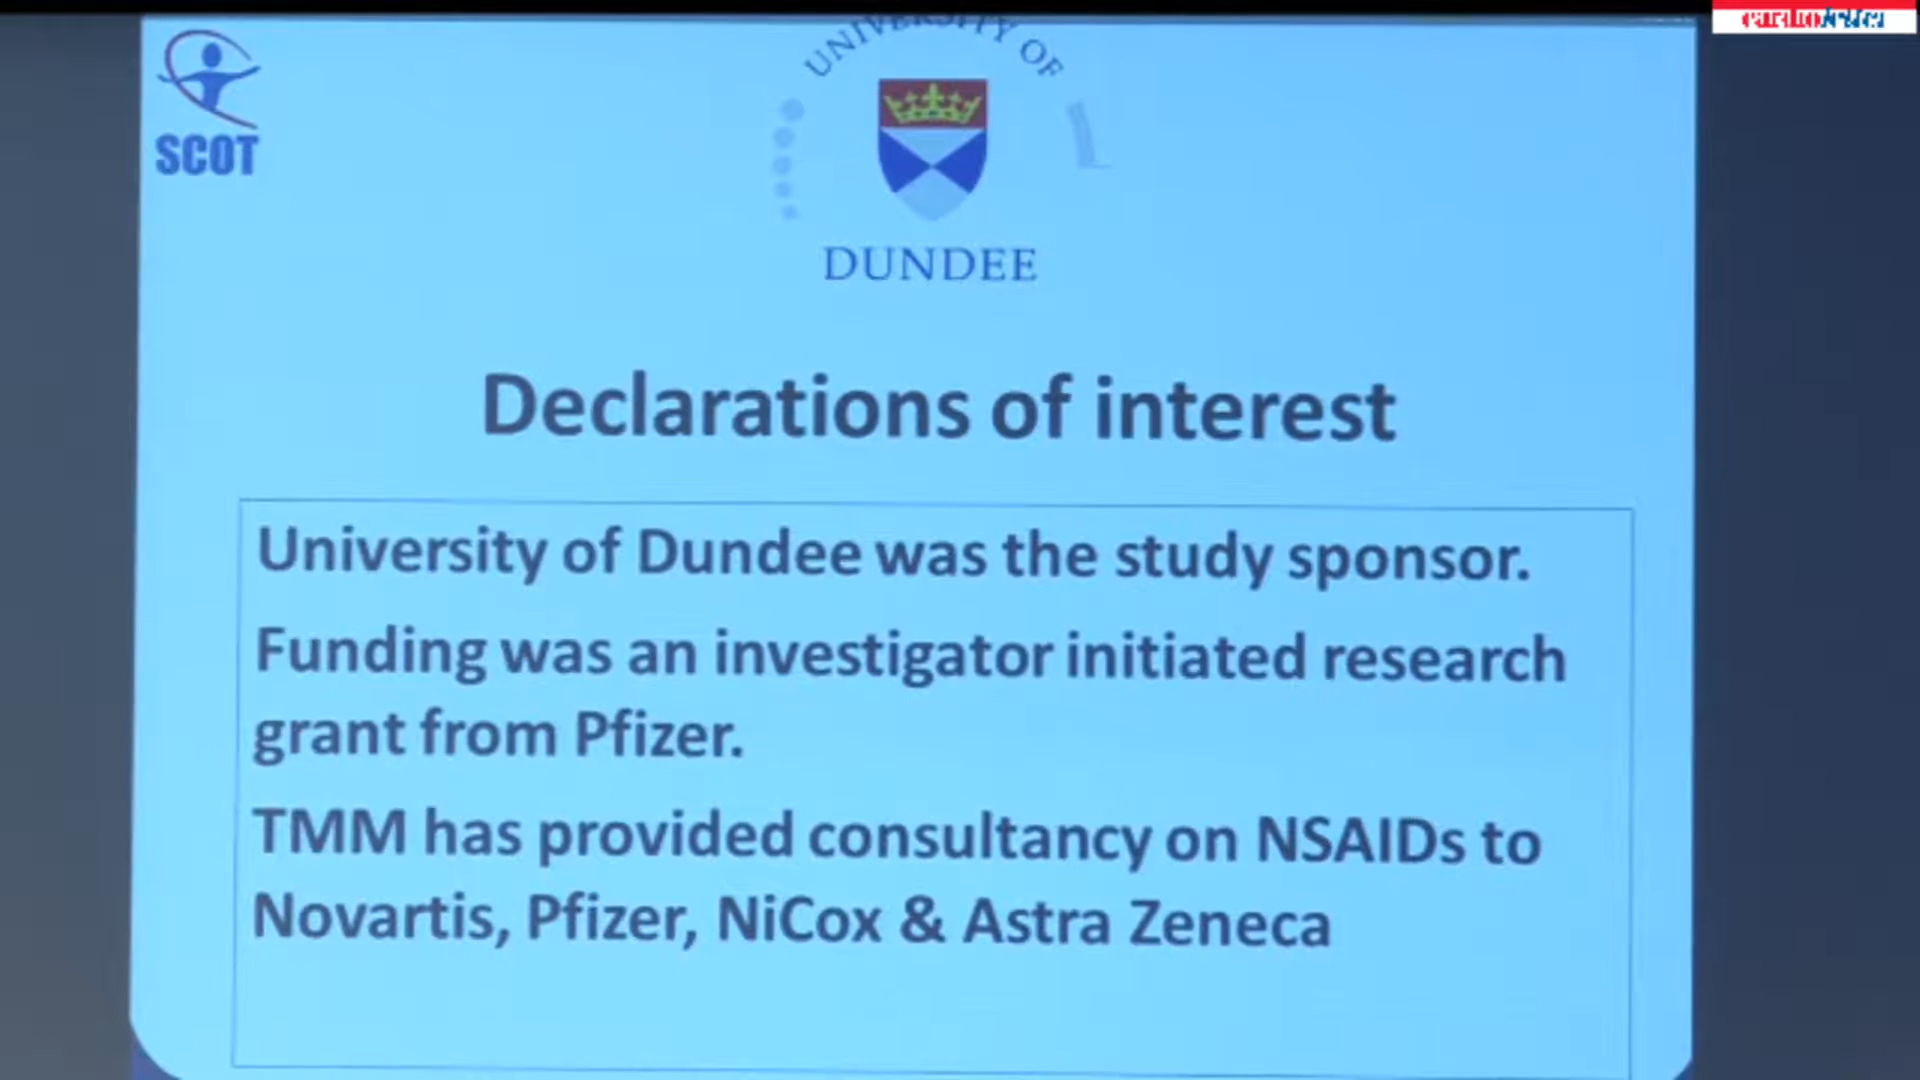 SCOT
UNIVERSITY OF
DUNDEE
Declarations of interest
University of Dundee was the study sponsor.
Funding was an investigator initiated research
grant from Pfizer.
TMM has provided consultancy on NSAIDs to
Novartis, Pfizer, NiCox & Astra Zeneca